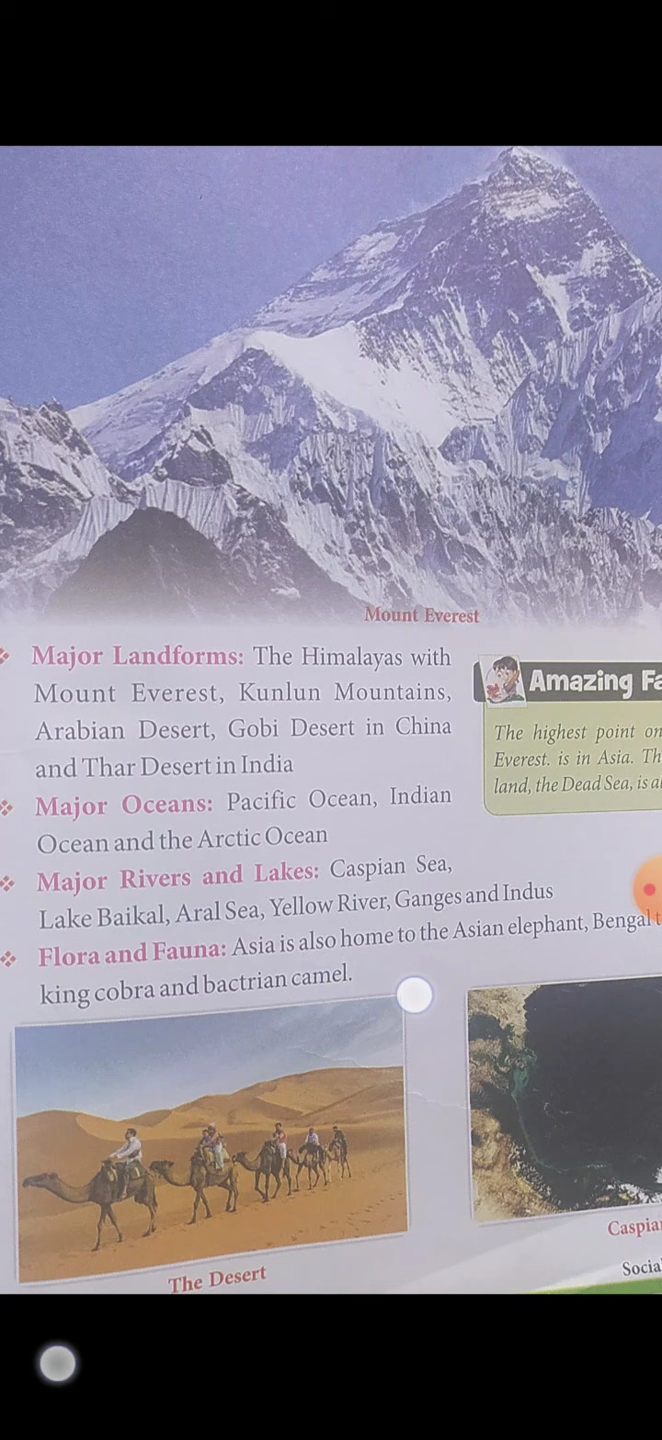 Mount Everest
Major Landforms: The Himalayas with
Mount Everest, Kunlun Mountains,
Arabian Desert, Gobi Desert in China
and Thar Desert in India
Major Oceans: Pacific Ocean, Indian
Ocean and the Arctic Ocean
Major Rivers and Lakes: Caspian Sea,
Lake Baikal, Aral Sea, Yellow River, Ganges and Indus
Flora and Fauna: Asia is also home to the Asian elephant, Bengal
king cobra and bactrian camel.
Amazing
The highest point on
Everest. is in Asia.
land, the Dead Sea, is
The Desert